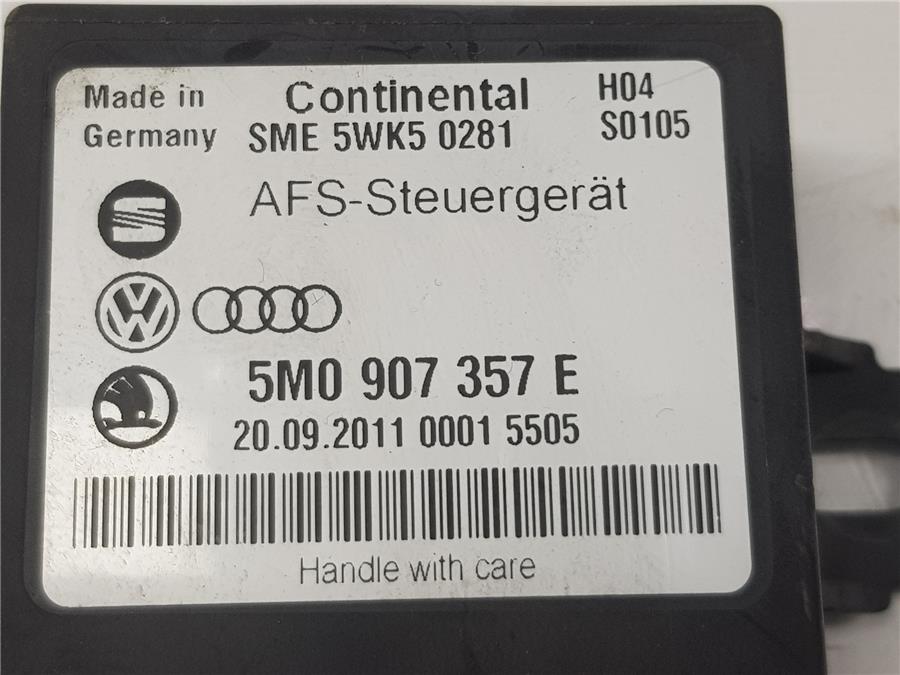 Made in Germany
Continental
SME 5WK5 0281
H04
S0105
AFS-Steuergerät
5M0 907 357 E
20.09.2011 0001 5505
Handle with care